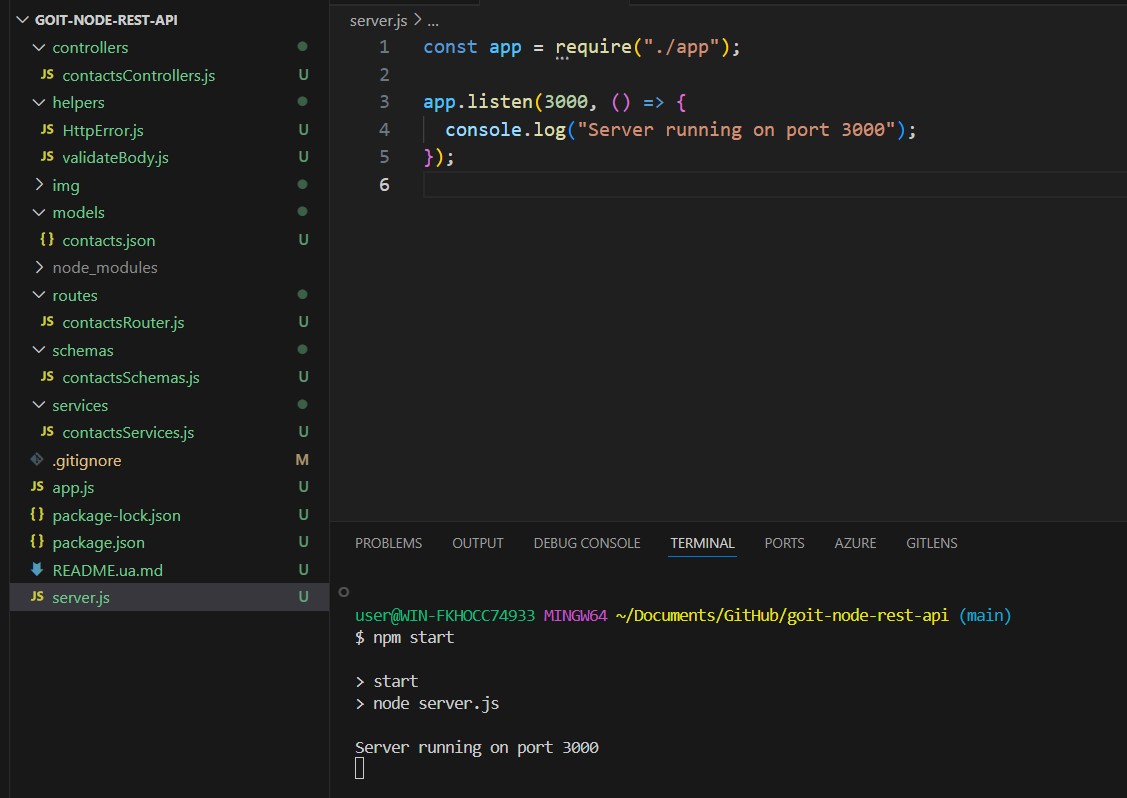 GOIT-NODE-REST-API
controllers
JS contactsControllers.js U
helpers
JS HttpError.js U
JS validateBody.js U
img
models
{} contacts.json U
node_modules
routes
JS contactsRouter.js U
schemas
JS contactsSchemas.js U
services
JS contactsServices.js U
.gitignore M
JS app.js U
{} package-lock.json U
{} package.json U
README.ua.md U
JS server.js U
server.js > ...
1 const app = require("./app");
2
3 app.listen(3000, () => {
4 console.log("Server running on port 3000");
5 });
6
PROBLEMS OUTPUT DEBUG CONSOLE TERMINAL PORTS AZURE GITLENS
user@WIN-FKHOCC74933 MINGW64 ~/Documents/GitHub/goit-node-rest-api (main)
$ npm start
> start
> node server.js
Server running on port 3000